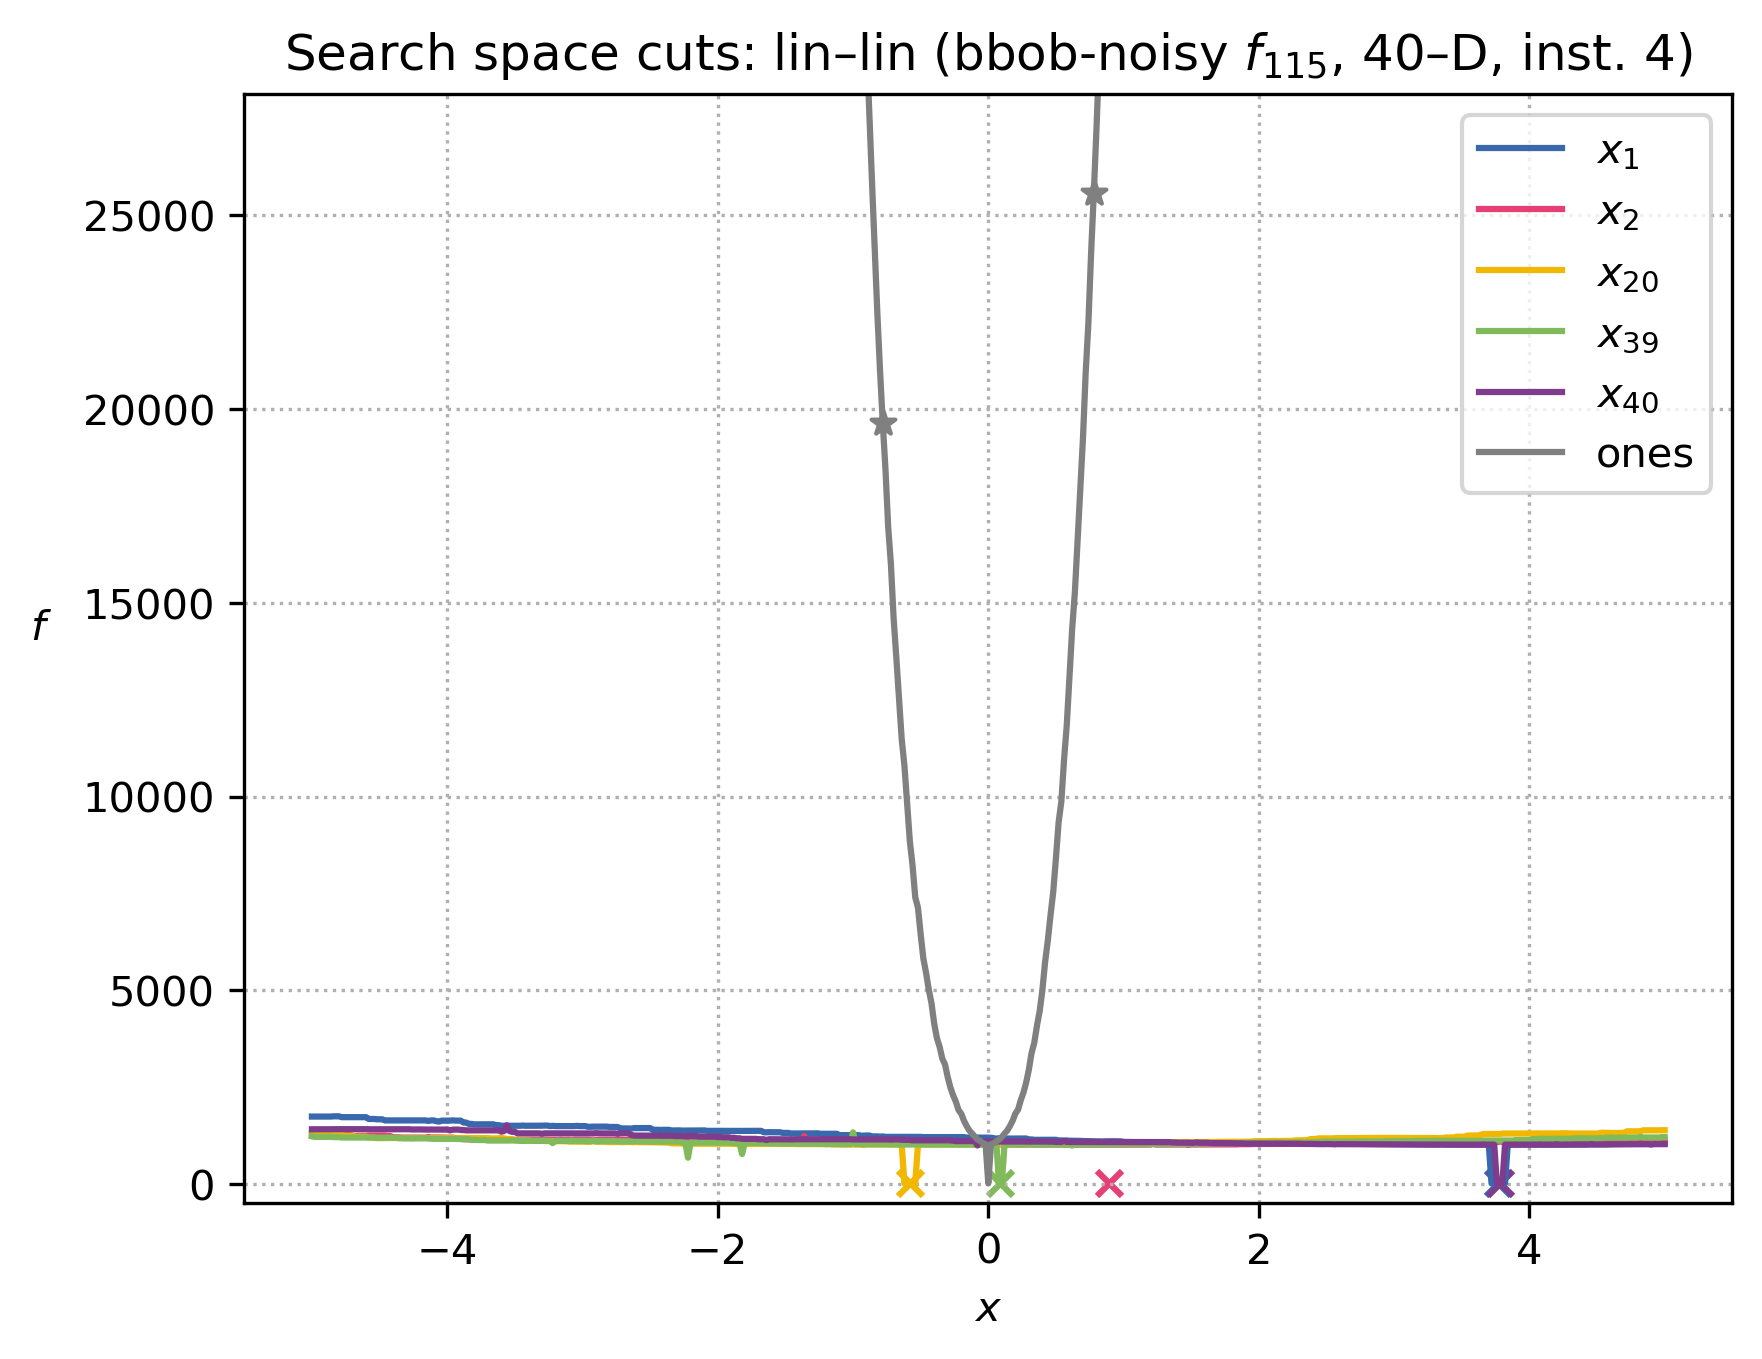 Search space cuts: lin–lin (bbob-noisy f₁₁₅, 40–D, inst. 4)
x₁
x₂
x₂₀
x₃₉
x₄₀
ones
25000
20000
15000
10000
5000
0
f
−4
−2
0
2
4
x